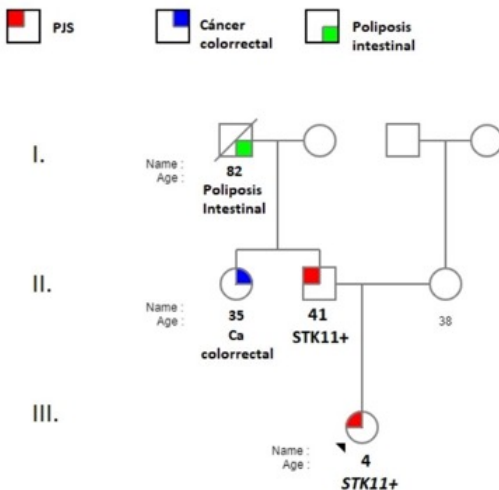 PJS
Cáncer
colorrectal
Poliposis
intestinal
I.
Name :
Age :
82
Poliposis
Intestinal
II.
Name :
Age :
35
Ca
colorrectal
41
STK11+
38
III.
Name :
Age :
4
STK11+